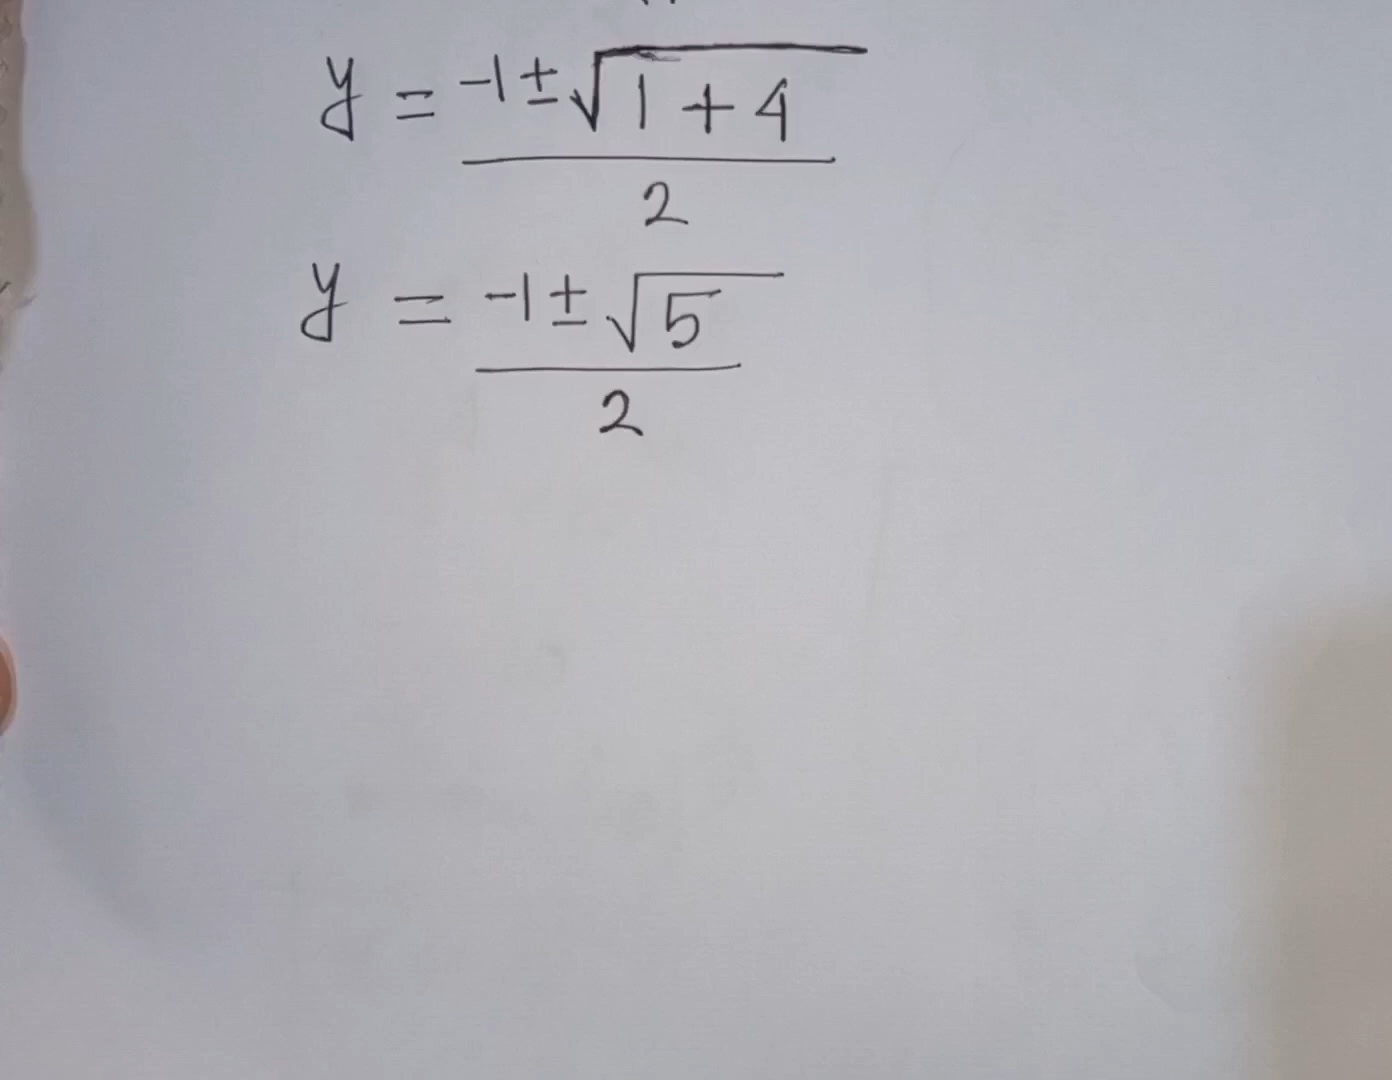 y = (-1 ± √(1 + 4)) / 2
y = (-1 ± √5) / 2